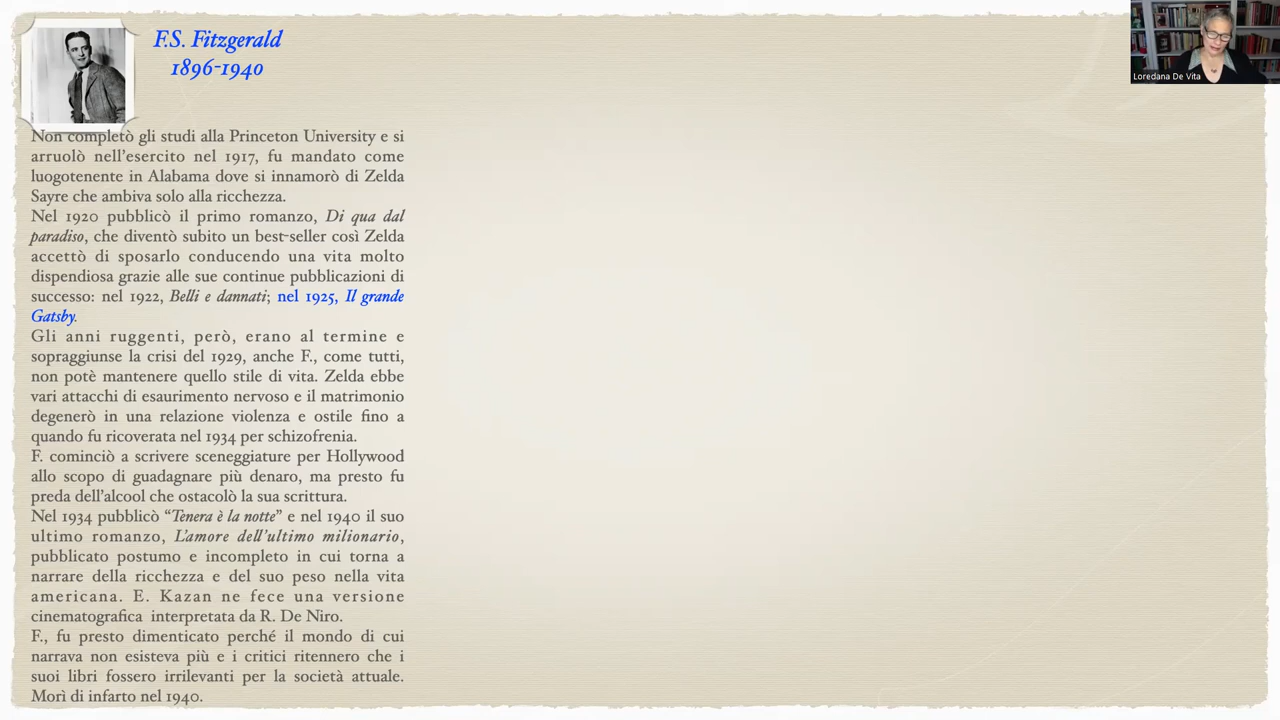 F.S. Fitzgerald
1896-1940
Loredana De Vita
Non completò gli studi alla Princeton University e si
arruolò nell'esercito nel 1917, fu mandato come
luogotenente in Alabama dove si innamorò di Zelda
Sayre che ambiva solo alla ricchezza.
Nel 1920 pubblicò il primo romanzo, Di qua dal
paradiso, che diventò subito un best-seller così Zelda
accettò di sposarlo conducendo una vita molto
dispendiosa grazie alle sue continue pubblicazioni di
successo: nel 1922, Belli e dannati; nel 1925, Il grande
Gatsby.
Gli anni ruggenti, però, erano al termine e
sopraggiunse la crisi del 1929, anche F., come tutti,
non potè mantenere quello stile di vita. Zelda ebbe
vari attacchi di esaurimento nervoso e il matrimonio
degenerò in una relazione violenza e ostile fino a
quando fu ricoverata nel 1934 per schizofrenia.
F. cominciò a scrivere sceneggiature per Hollywood
allo scopo di guadagnare più denaro, ma presto fu
preda dell'alcool che ostacolò la sua scrittura.
Nel 1934 pubblicò “Tenera è la notte” e nel 1940 il suo
ultimo romanzo, L'amore dell'ultimo milionario,
pubblicato postumo e incompleto in cui torna a
narrare della ricchezza e del suo peso nella vita
americana. E. Kazan ne fece una versione
cinematografica interpretata da R. De Niro.
F., fu presto dimenticato perché il mondo di cui
narrava non esisteva più e i critici ritennero che i
suoi libri fossero irrilevanti per la società attuale.
Morì di infarto nel 1940.